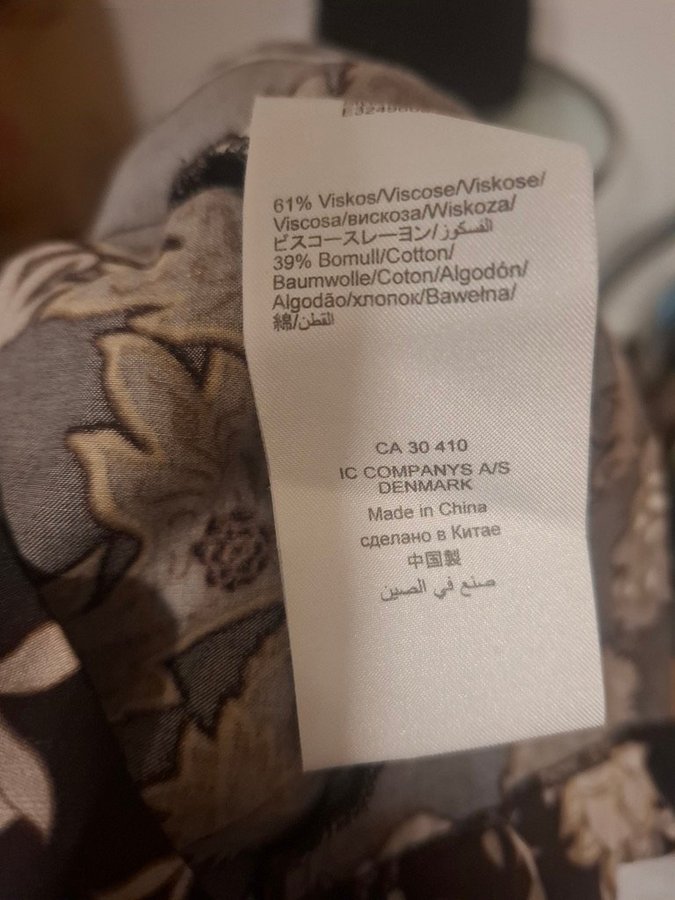 61% Viskos/Viscose/Viskose/
Viscosa/вискоза/Wiskoza/
ビスコースレーヨン/الفسكوز
39% Bomull/Cotton/
Baumwolle/Coton/Algodón/
Algodão/хлопок/Bawełna/
綿/القطن
CA 30 410
IC COMPANYS A/S
DENMARK
Made in China
сделано в Китае
中国製
صنع في الصين